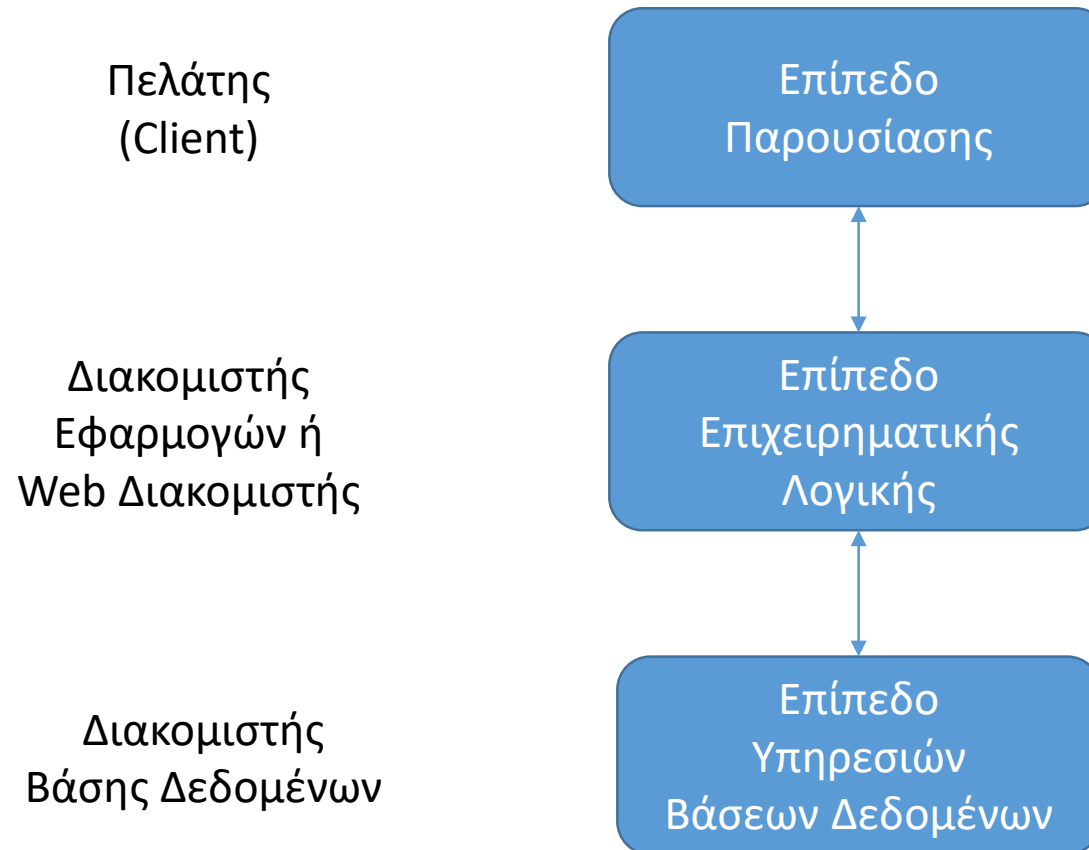 Πελάτης
(Client)
Επίπεδο
Παρουσίασης
Διακομιστής
Εφαρμογών ή
Web Διακομιστής
Επίπεδο
Επιχειρηματικής
Λογικής
Διακομιστής
Βάσης Δεδομένων
Επίπεδο
Υπηρεσιών
Βάσεων Δεδομένων